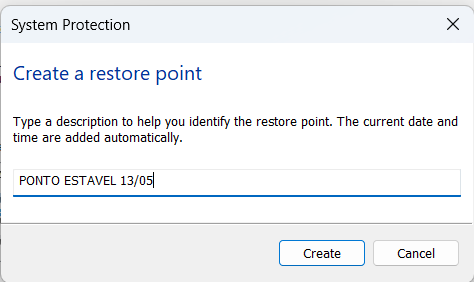 System Protection
Create a restore point
Type a description to help you identify the restore point. The current date and
time are added automatically.
PONTO ESTAVEL 13/05
Create
Cancel